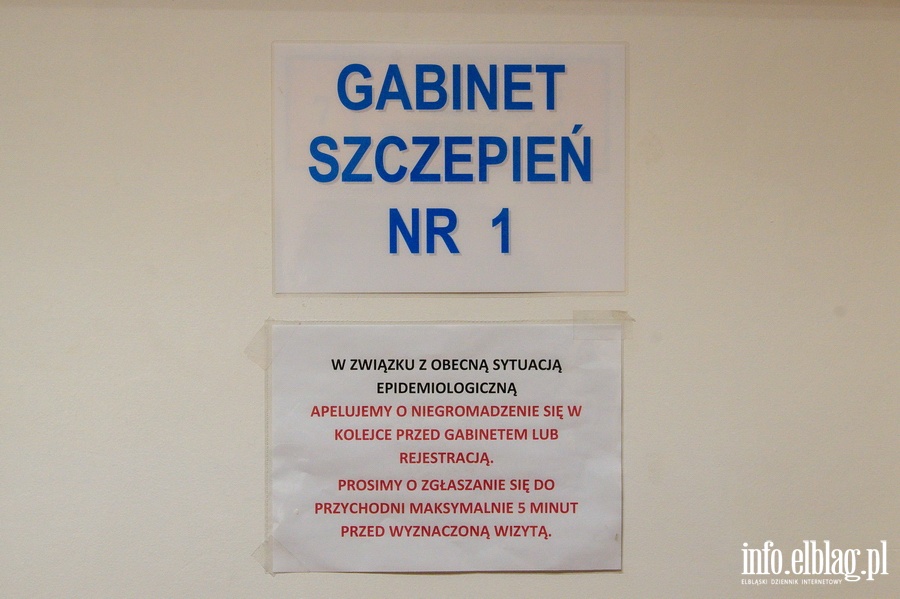 GABINET
SZCZEPIEŃ
NR 1
W ZWIĄZKU Z OBECNĄ SYTUACJĄ
EPIDEMIOLOGICZNĄ
APELUJEMY O NIEGROMADZENIE SIĘ W
KOLEJCE PRZED GABINETEM LUB
REJESTRACJĄ.
PROSIMY O ZGŁASZANIE SIĘ DO
PRZYCHODNI MAKSYMALNIE 5 MINUT
PRZED WYZNACZONĄ WIZYTĄ.
info.elblag.pl
ELBLĄSKI DZIENNIK INTERNETOWY